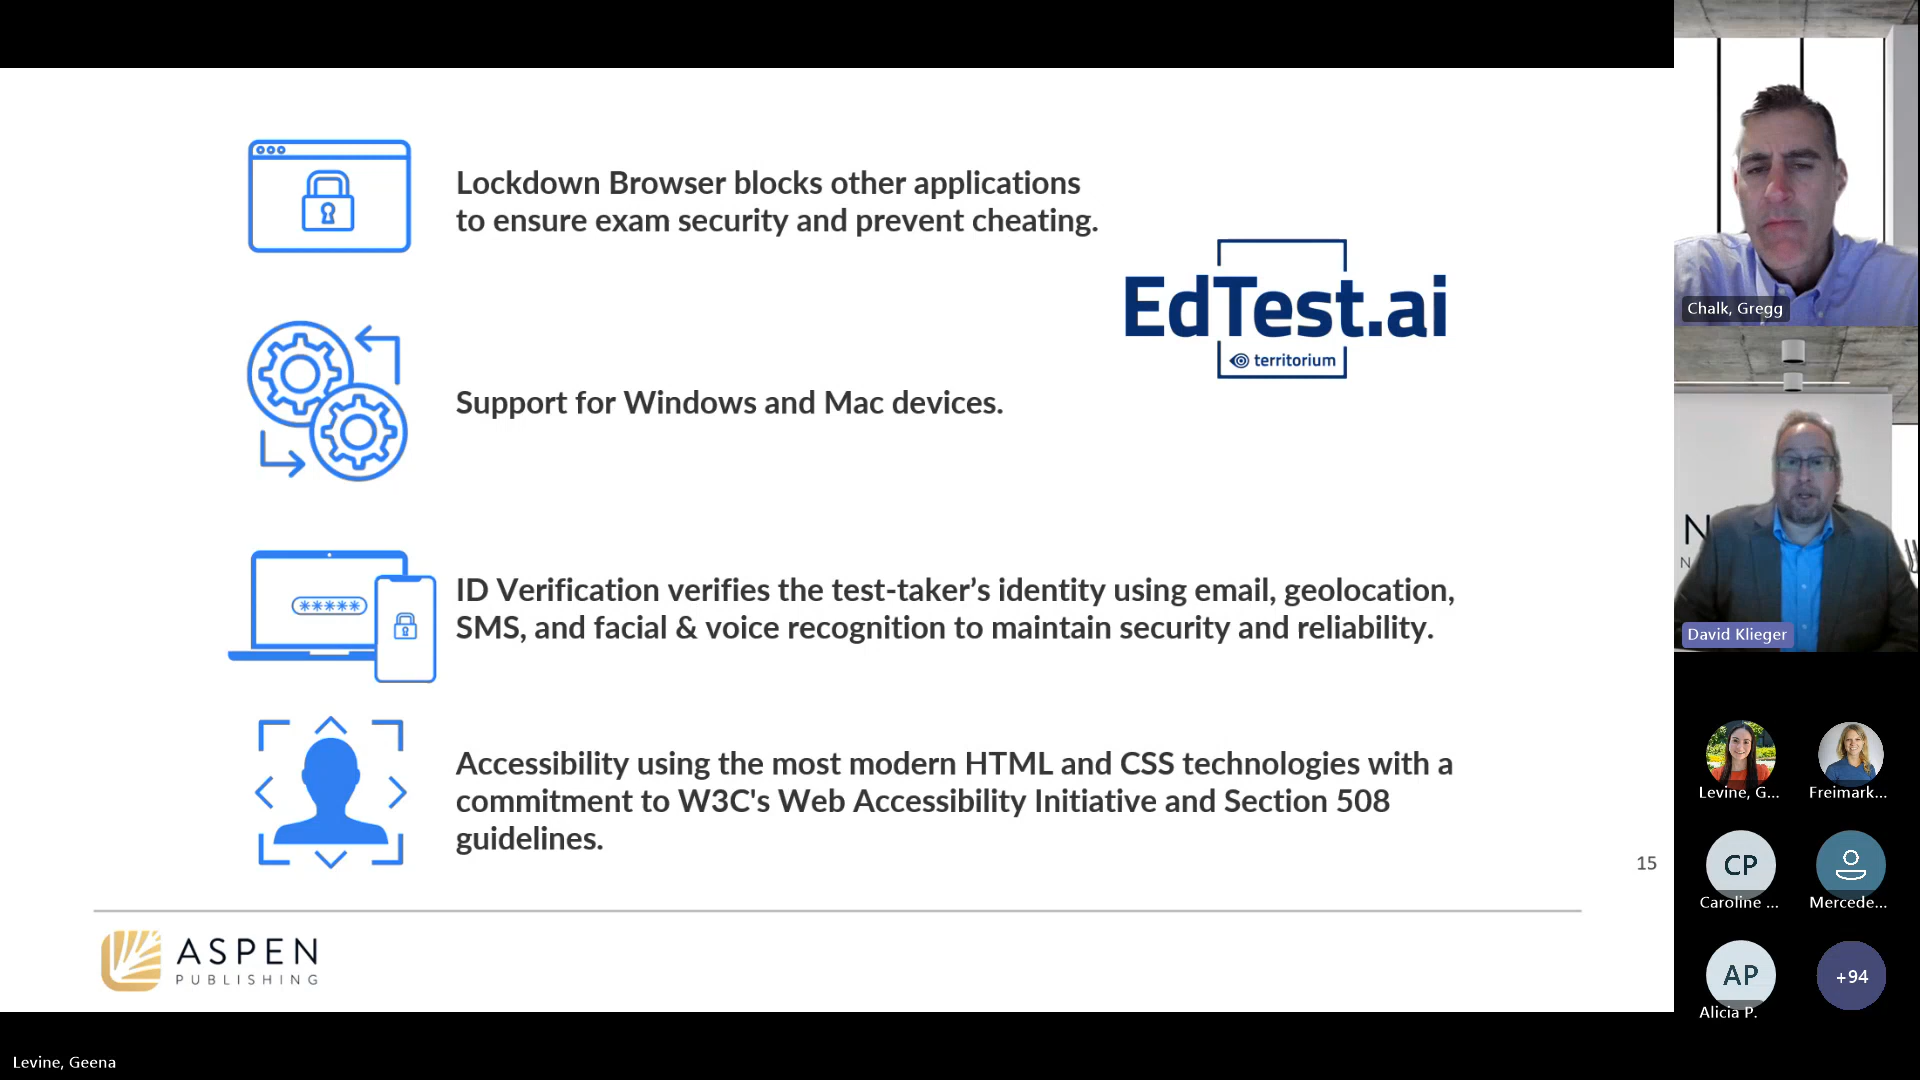 Lockdown Browser blocks other applications
to ensure exam security and prevent cheating.
EdTest.ai
territorium
Support for Windows and Mac devices.
*****
ID Verification verifies the test-taker’s identity using email, geolocation,
SMS, and facial & voice recognition to maintain security and reliability.
Accessibility using the most modern HTML and CSS technologies with a
commitment to W3C's Web Accessibility Initiative and Section 508
guidelines.
15
ASPEN
PUBLISHING
Levine, Geena
Chalk, Gregg
N
N
David Klieger
Levine, G...
Freimark...
CP
Caroline ...
Mercede...
AP
Alicia P.
+94